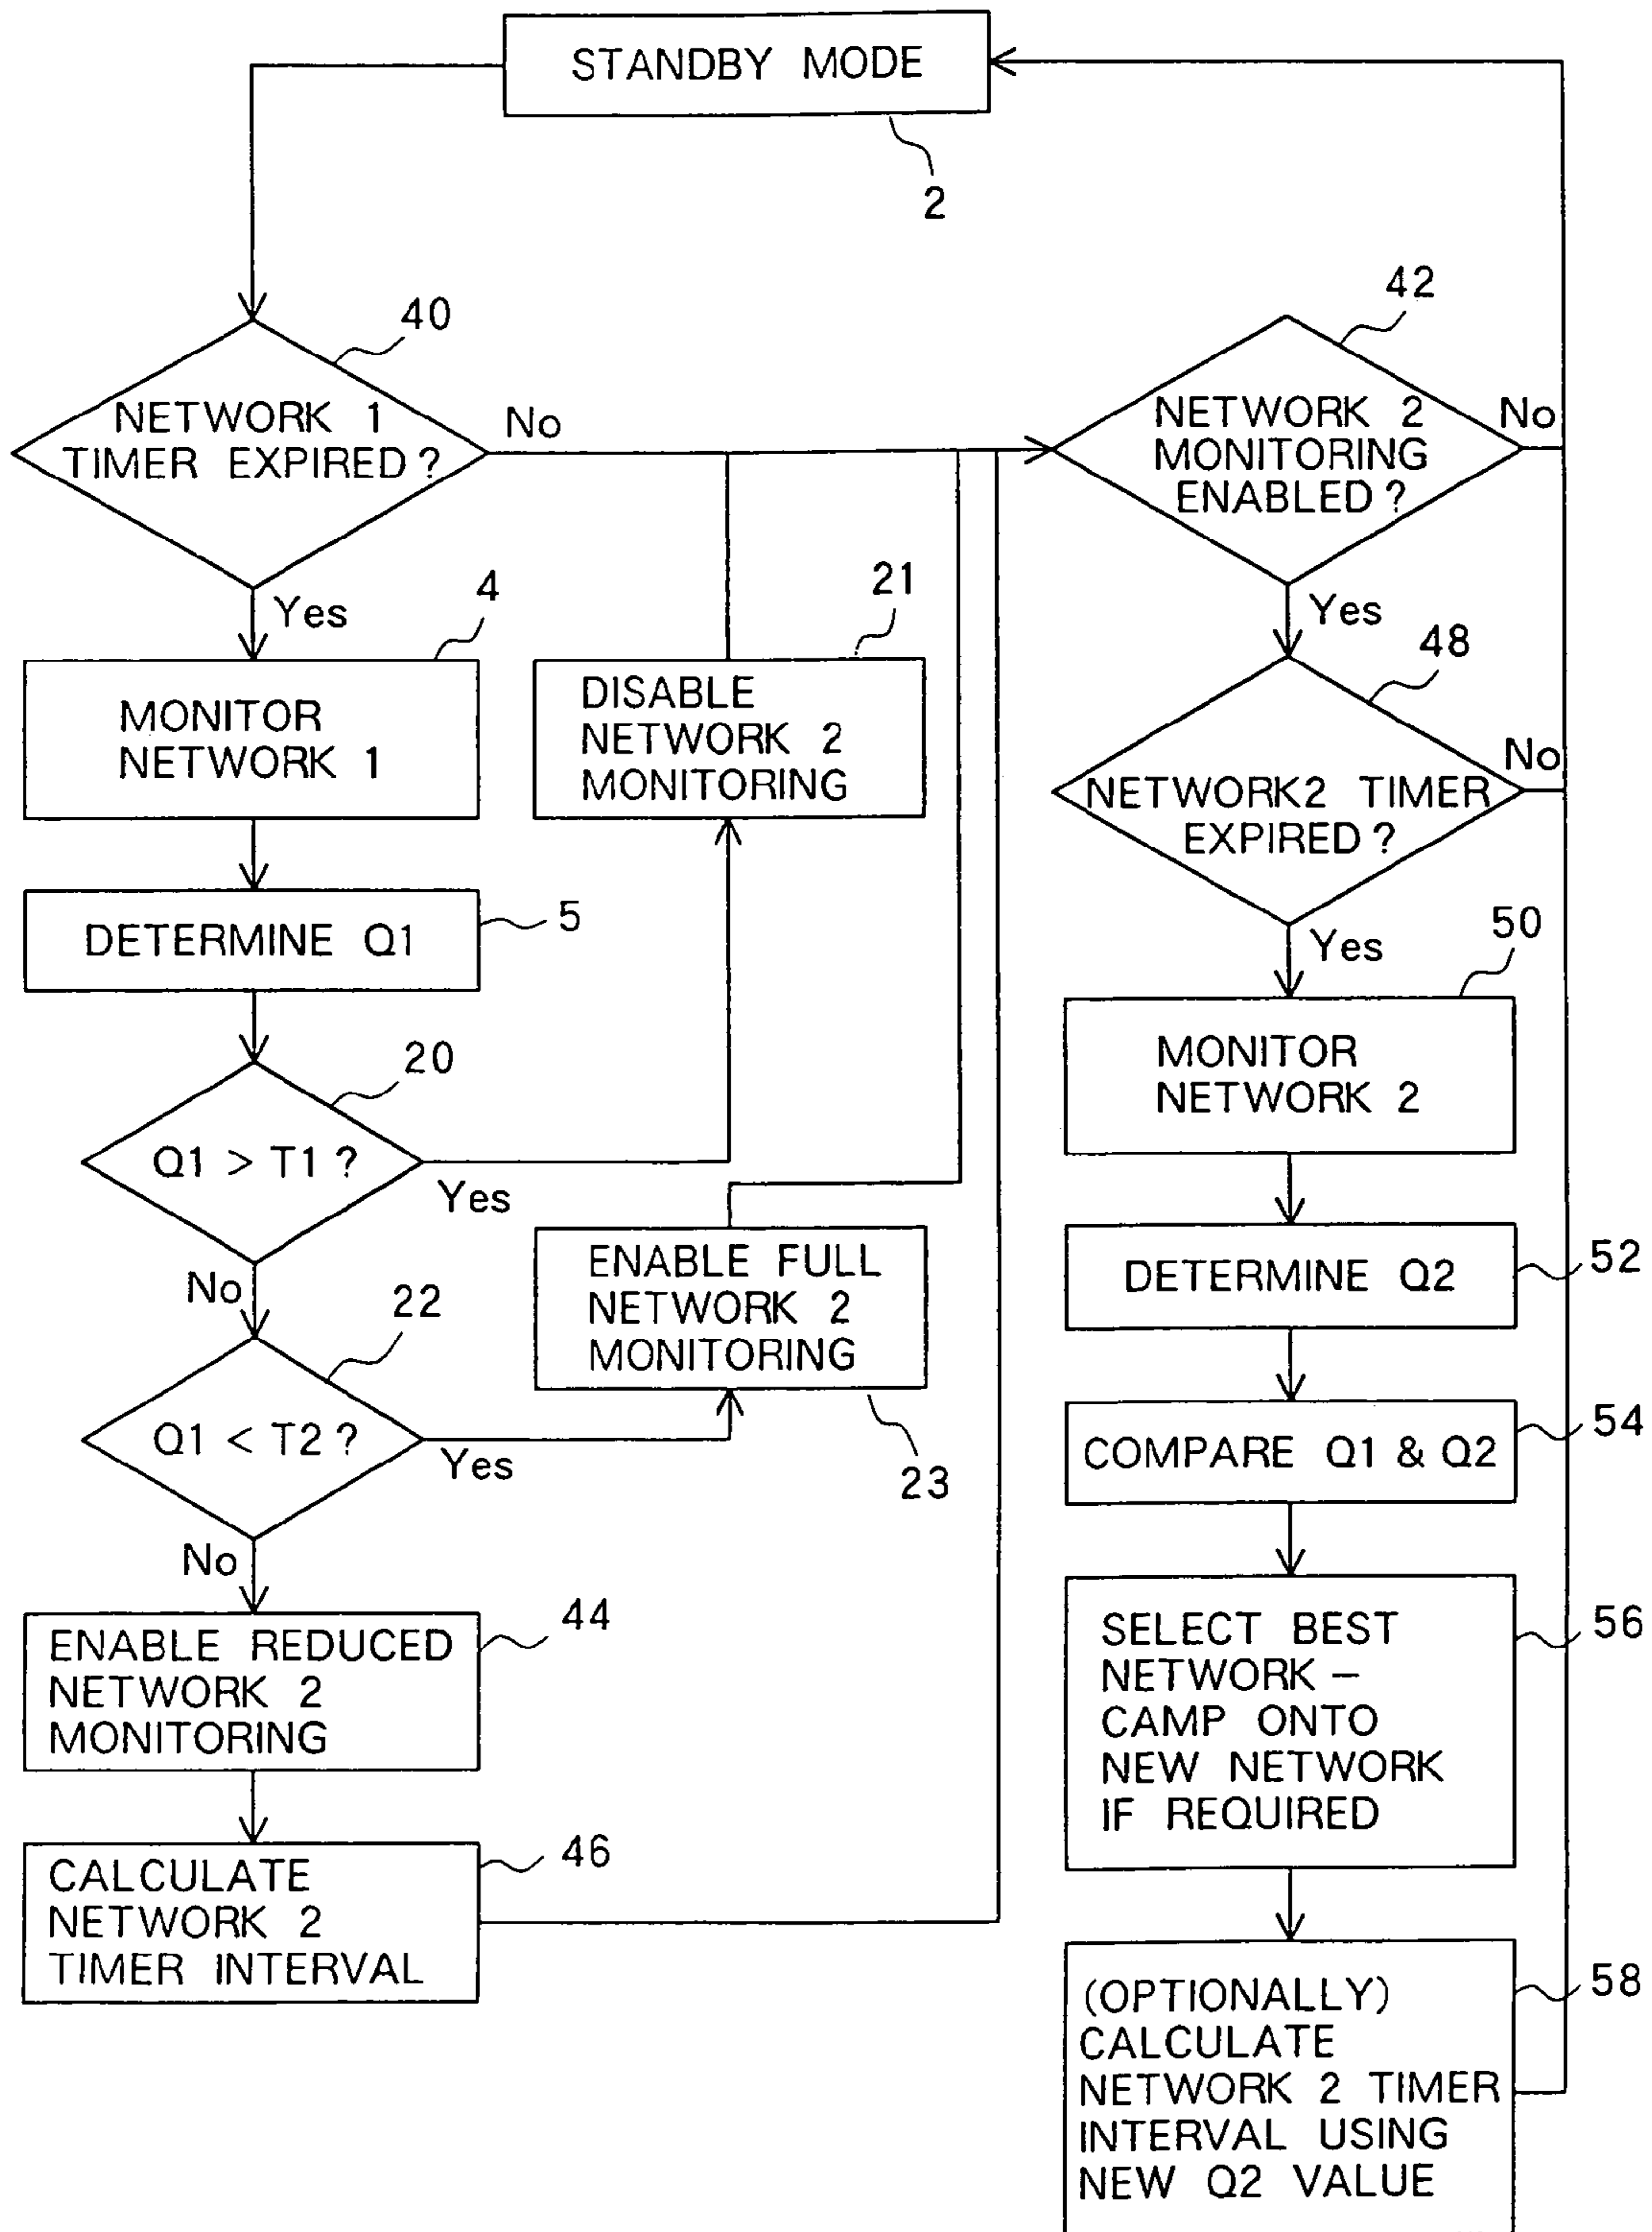 STANDBY MODE
2
40
NETWORK 1
TIMER EXPIRED?
No
Yes
4
MONITOR
NETWORK 1
5
DETERMINE Q1
20
Q1 > T1?
Yes
No
21
DISABLE
NETWORK 2
MONITORING
22
Q1 < T2?
Yes
No
ENABLE FULL
NETWORK 2
MONITORING
23
44
ENABLE REDUCED
NETWORK 2
MONITORING
46
CALCULATE
NETWORK 2
TIMER INTERVAL
42
NETWORK 2
MONITORING
ENABLED?
No
Yes
48
NETWORK2 TIMER
EXPIRED?
No
Yes
50
MONITOR
NETWORK 2
DETERMINE Q2
52
COMPARE Q1 & Q2
54
SELECT BEST
NETWORK –
CAMP ONTO
NEW NETWORK
IF REQUIRED
56
(OPTIONALLY)
CALCULATE
NETWORK 2 TIMER
INTERVAL USING
NEW Q2 VALUE
58